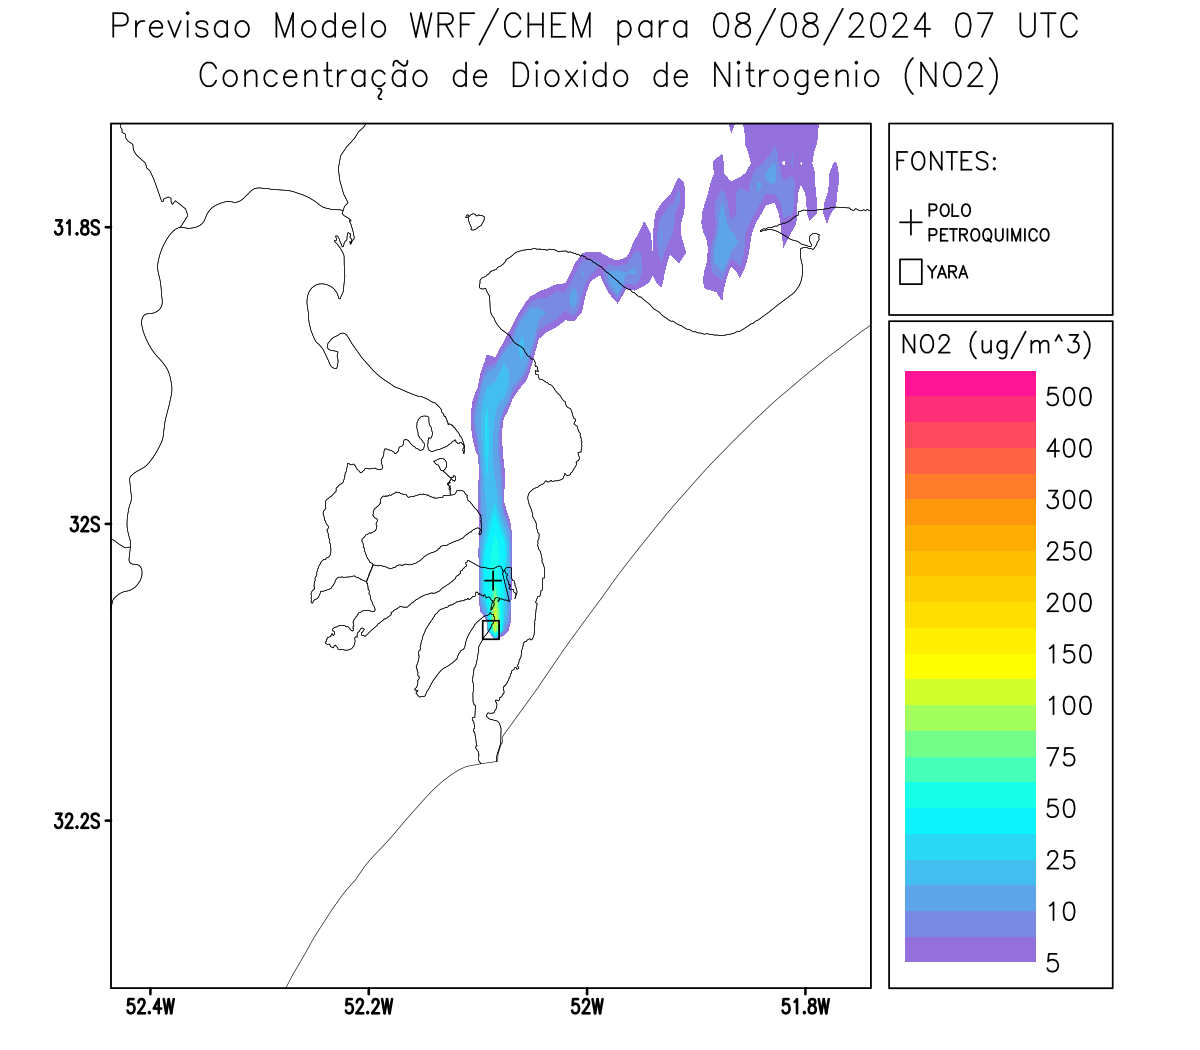 Previsao Modelo WRF/CHEM para 08/08/2024 07 UTC
Concentração de Dioxido de Nitrogenio (NO2)
FONTES:
POLO
PETROQUIMICO
YARA
NO2 (ug/m^3)
500
400
300
250
200
150
100
75
50
25
10
5
31.8S
32S
32.2S
52.4W
52.2W
52W
51.8W